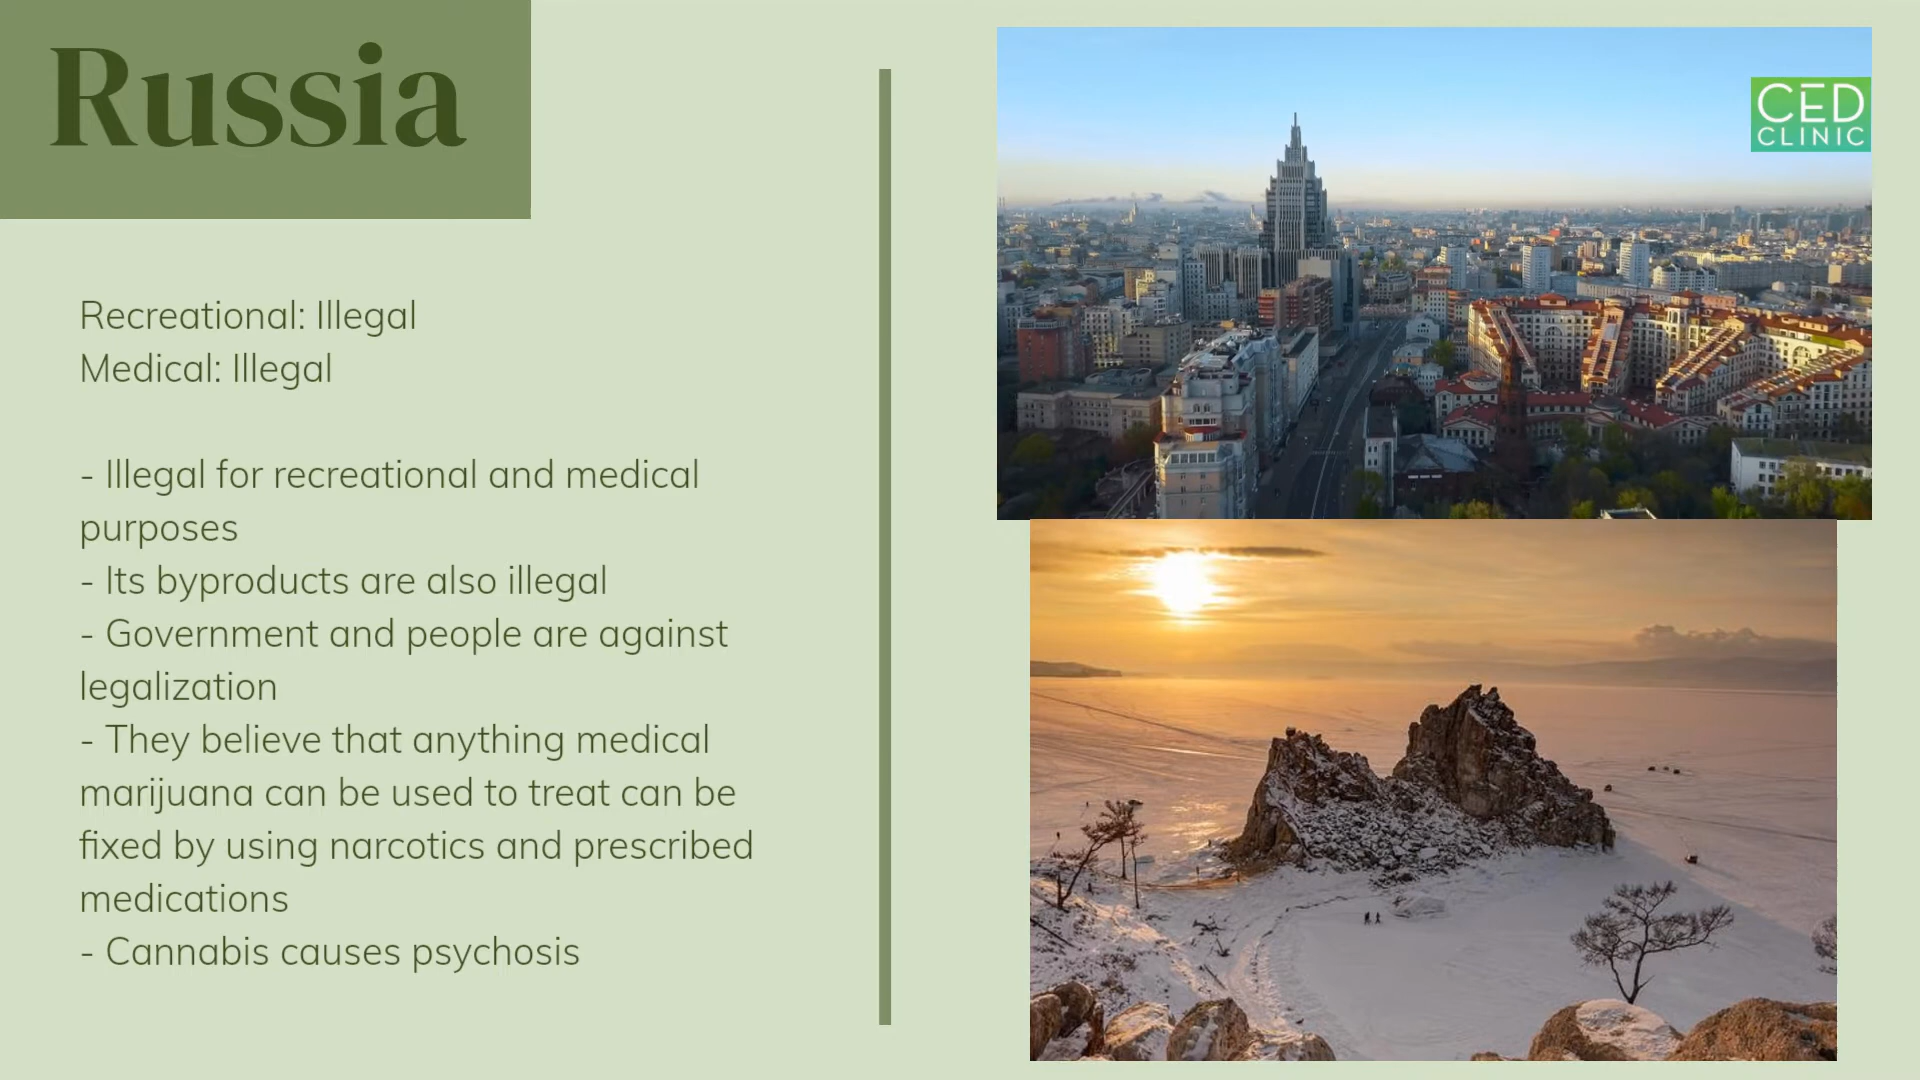 Russia
CED
CLINIC
Recreational: Illegal
Medical: Illegal
- Illegal for recreational and medical
purposes
- Its byproducts are also illegal
- Government and people are against
legalization
- They believe that anything medical
marijuana can be used to treat can be
fixed by using narcotics and prescribed
medications
- Cannabis causes psychosis